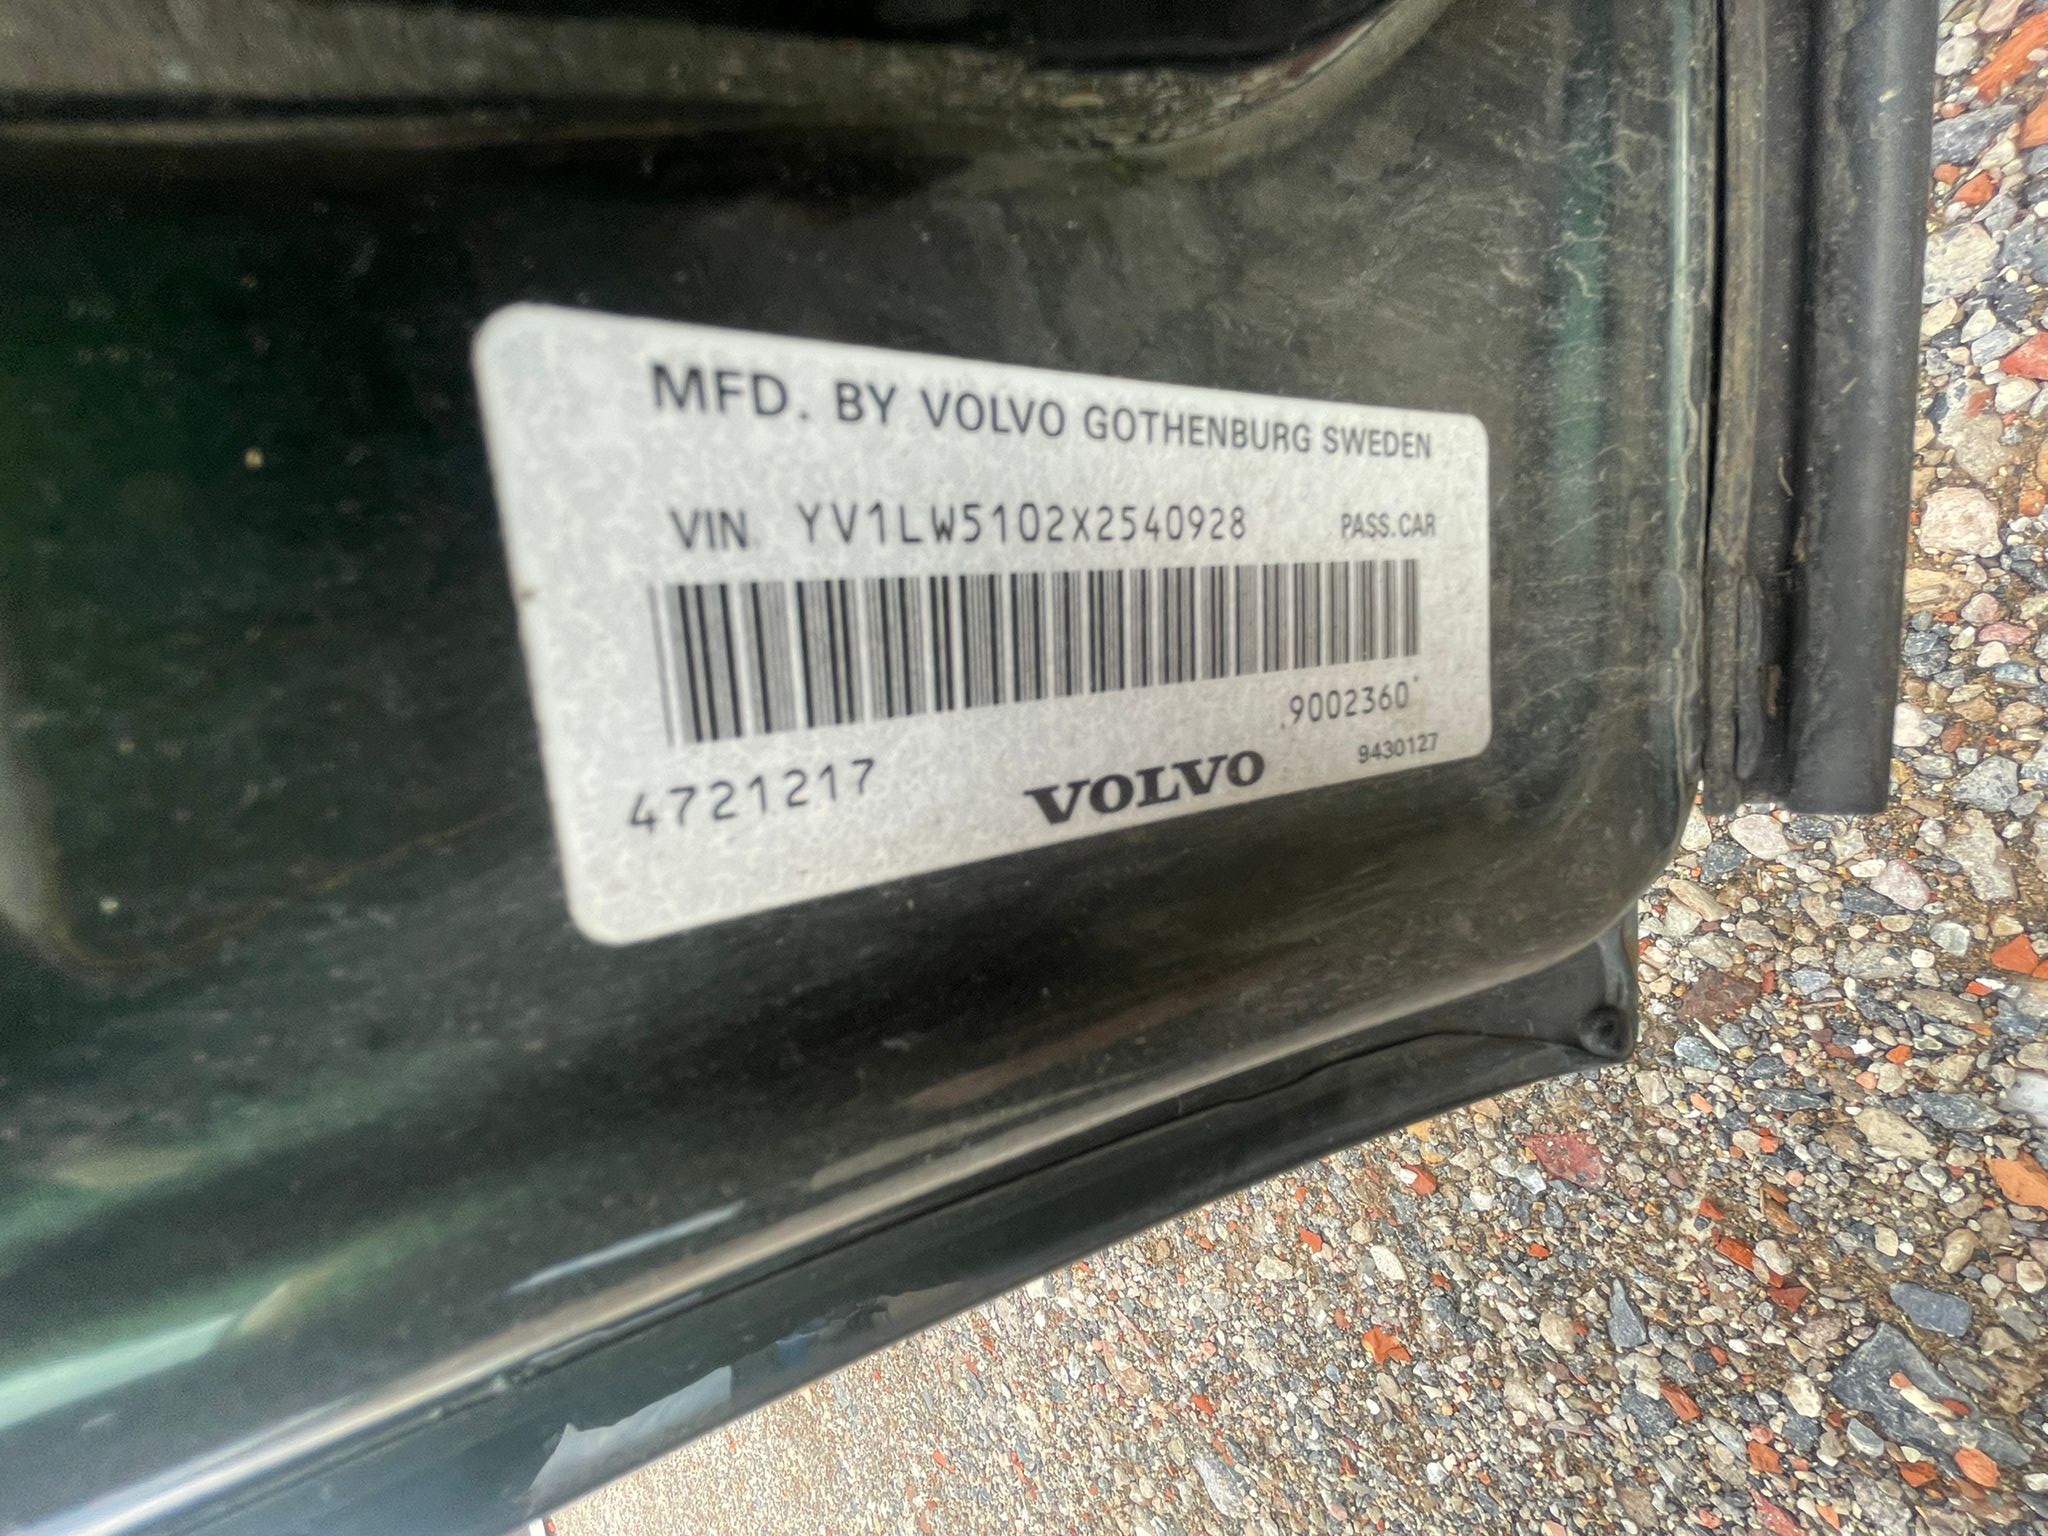 MFD. BY VOLVO GOTHENBURG SWEDEN
VIN. YV1LW5102X2540928 PASS.CAR
9002360
4721217 VOLVO 9430127